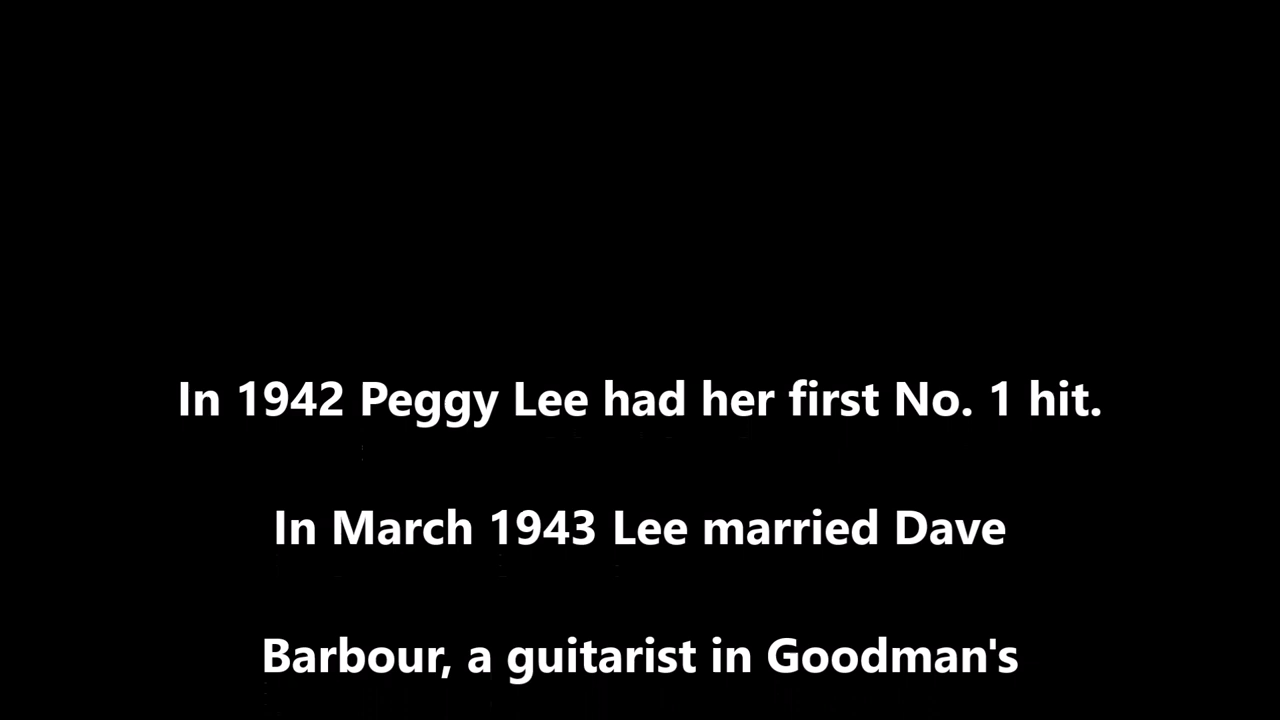 In 1942 Peggy Lee had her first No. 1 hit.
In March 1943 Lee married Dave
Barbour, a guitarist in Goodman's